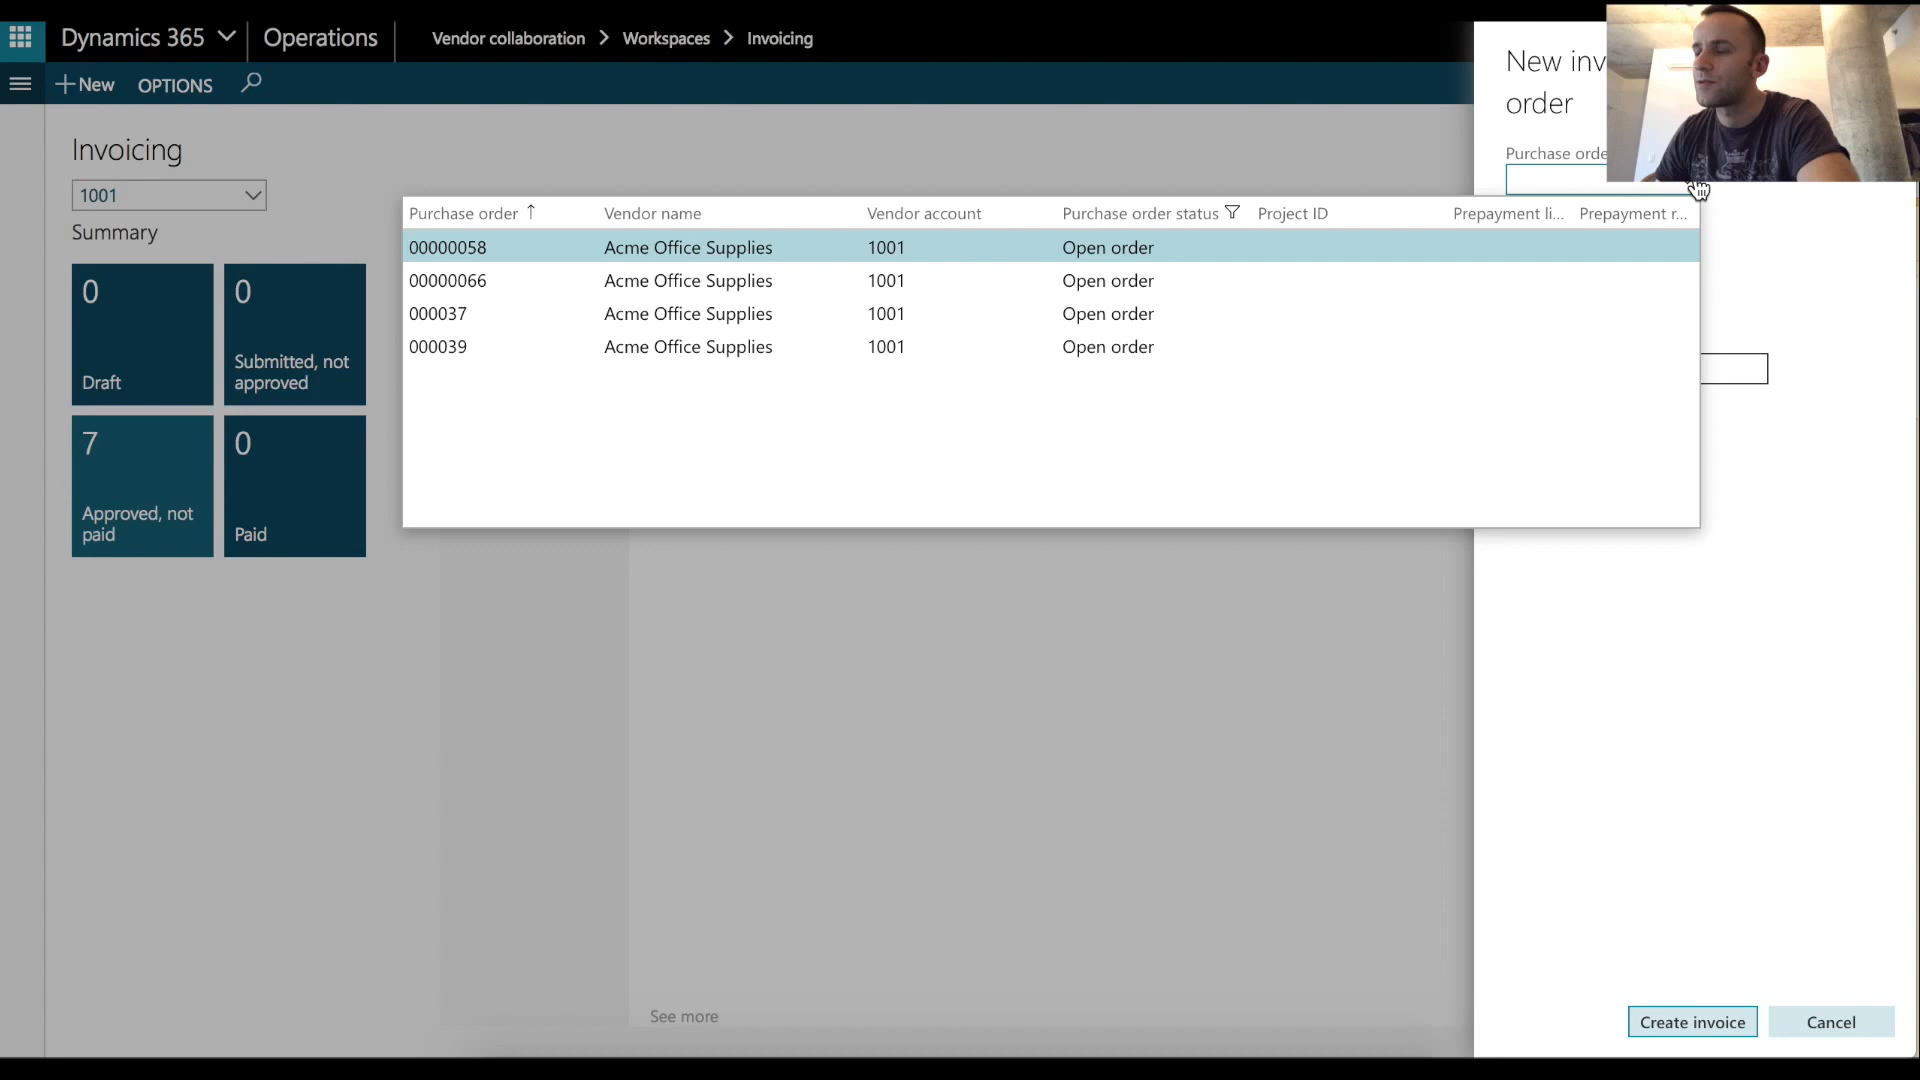 Dynamics 365 Operations Vendor collaboration Workspaces Invoicing
New OPTIONS
New inv
order
Purchase orde
Invoicing
1001
Summary
0
Draft
0
Submitted, not
approved
7
Approved, not
paid
0
Paid
Purchase order Vendor name Vendor account Purchase order status Project ID Prepayment li... Prepayment r...
00000058 Acme Office Supplies 1001 Open order
00000066 Acme Office Supplies 1001 Open order
000037 Acme Office Supplies 1001 Open order
000039 Acme Office Supplies 1001 Open order
See more
Create invoice Cancel